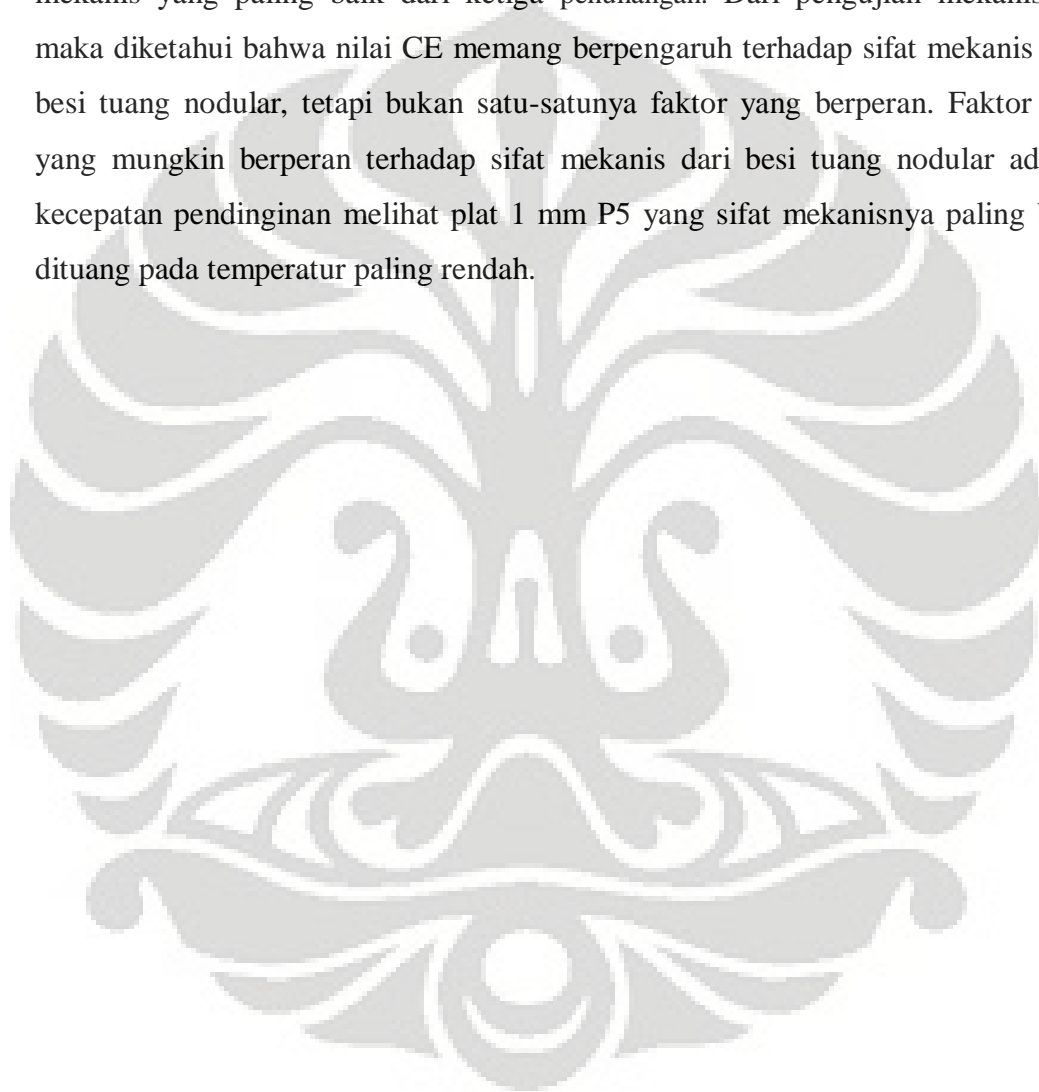 mekanis yang paling baik dari ketiga penuangan. Dari pengujian mekanis
maka diketahui bahwa nilai CE memang berpengaruh terhadap sifat mekanis
besi tuang nodular, tetapi bukan satu-satunya faktor yang berperan. Faktor
yang mungkin berperan terhadap sifat mekanis dari besi tuang nodular ad
kecepatan pendinginan melihat plat 1 mm P5 yang sifat mekanisnya paling
dituang pada temperatur paling rendah.